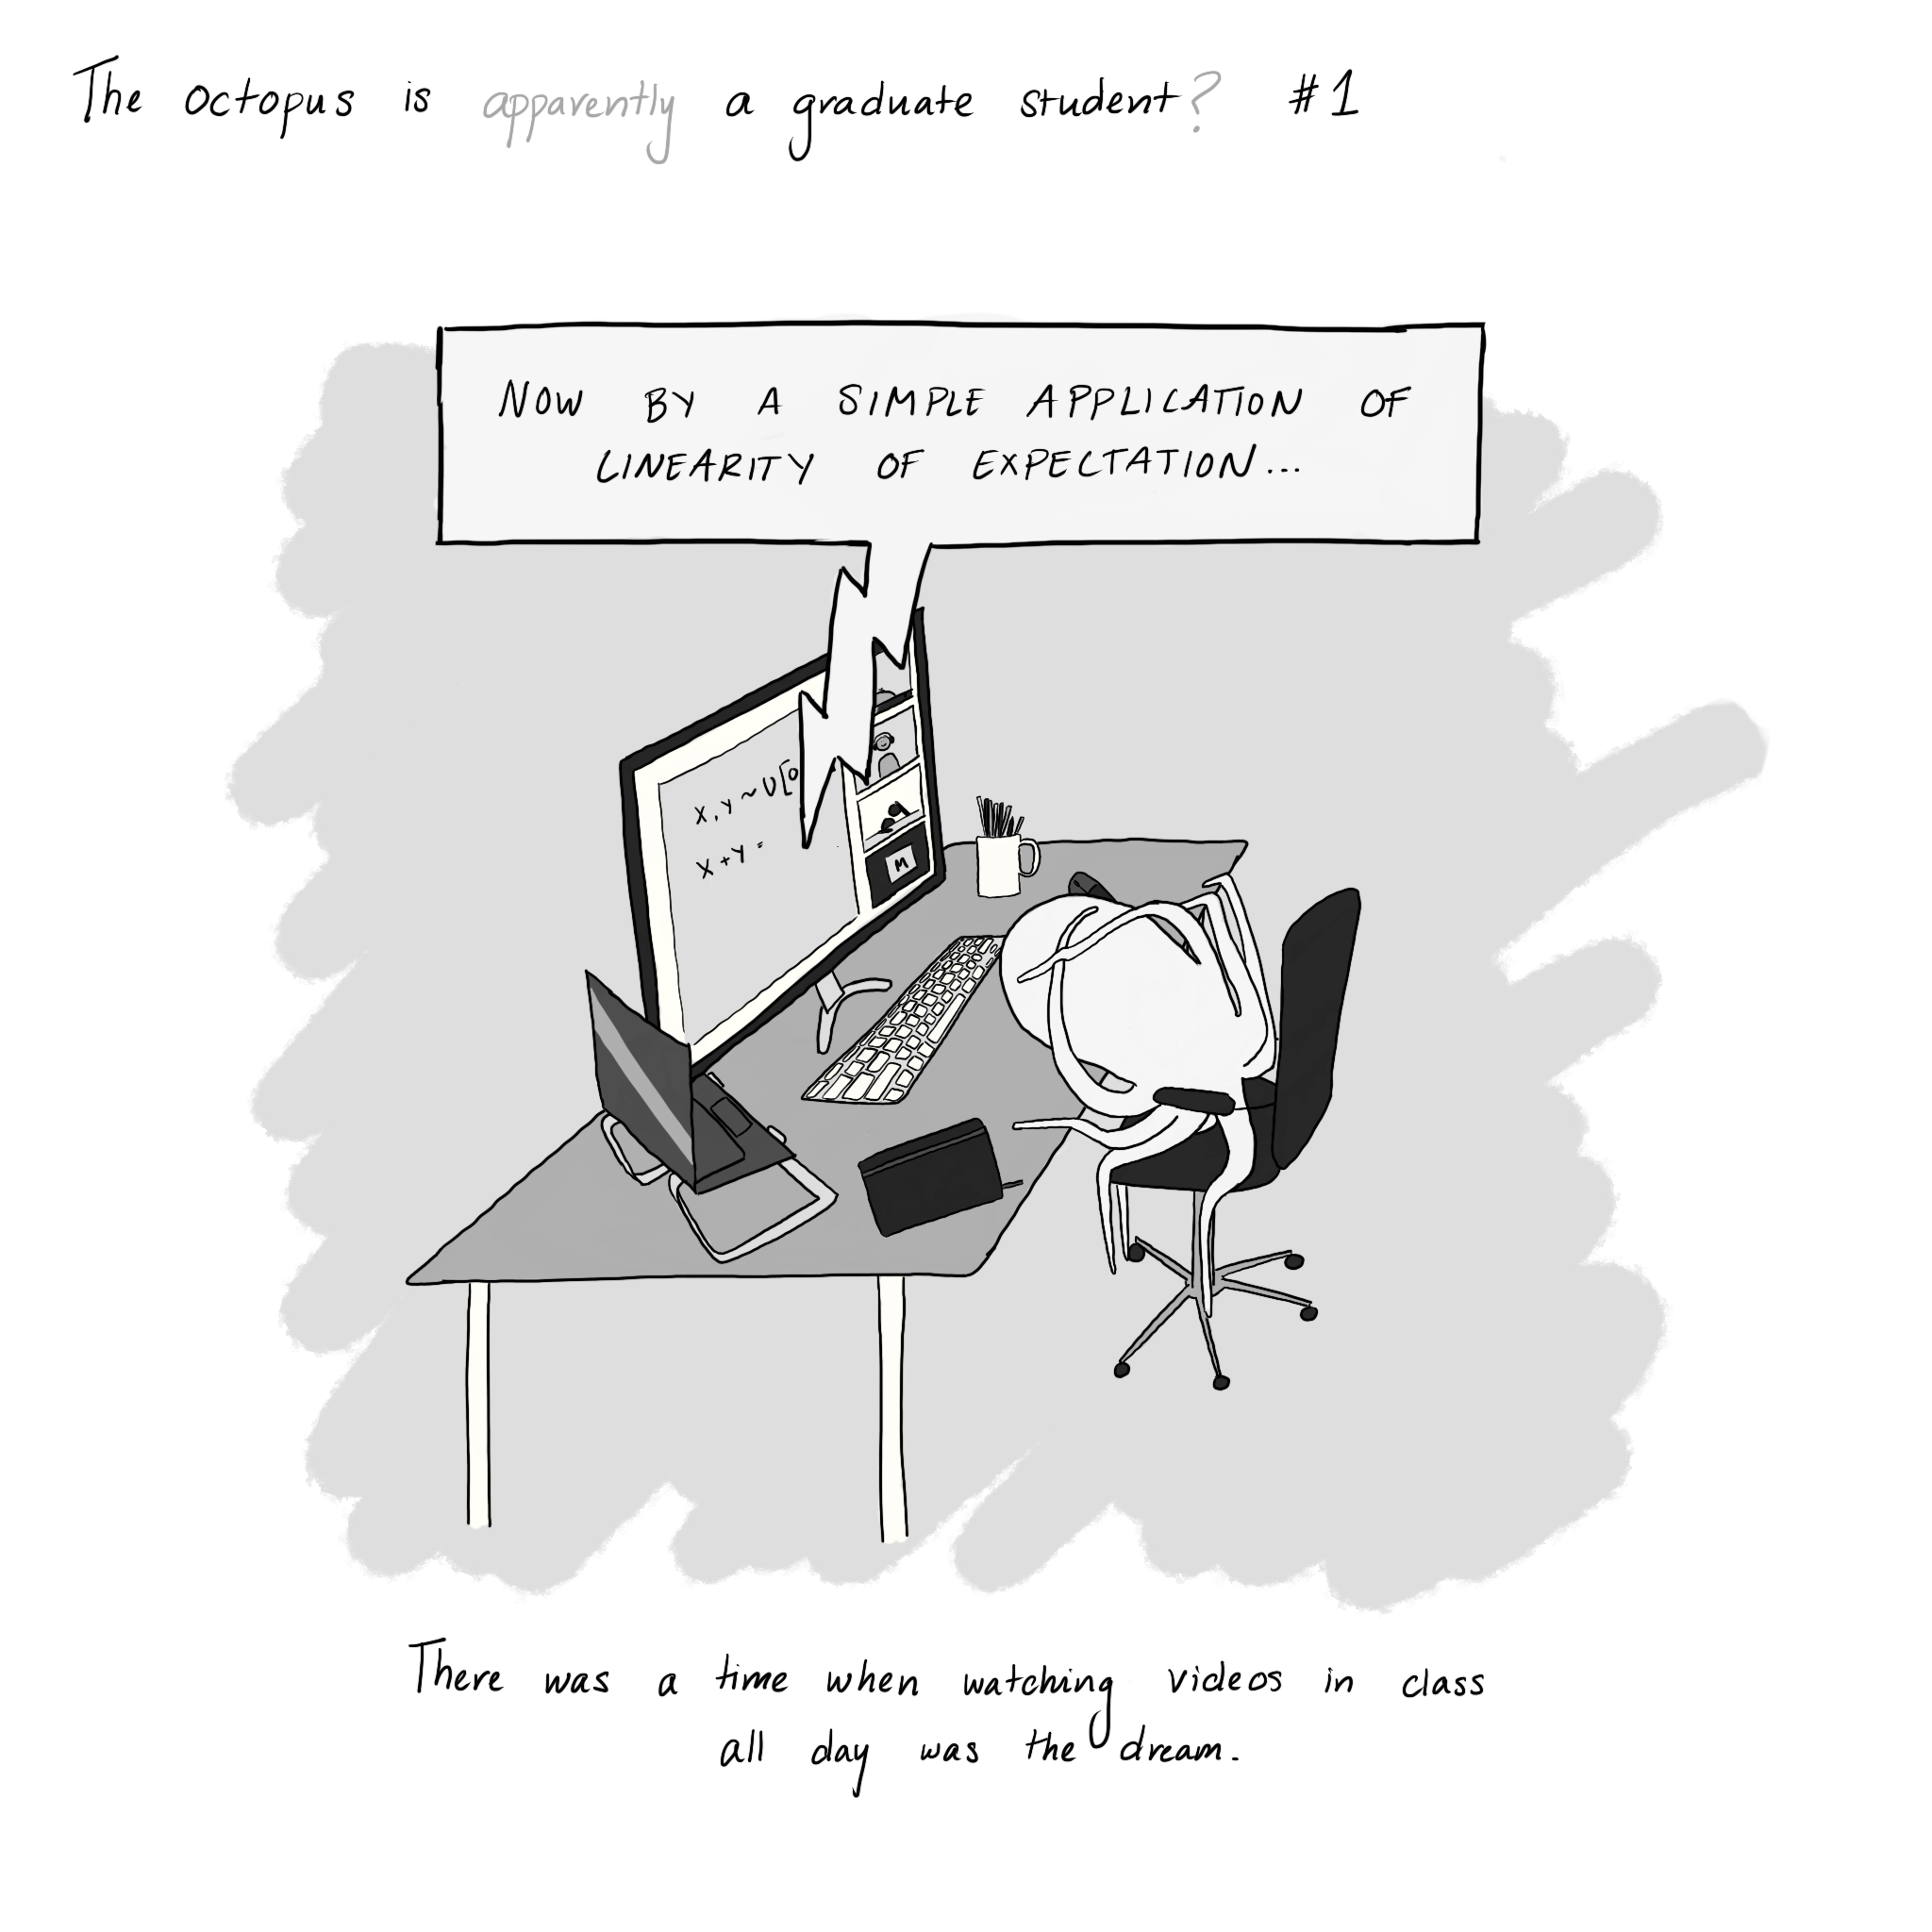 The octopus is apparently a graduate student? #1
NOW BY A SIMPLE APPLICATION OF
LINEARITY OF EXPECTATION...
X, Y ~ U[0
X + Y =
M
There was a time when watching videos in class
all day was the dream.